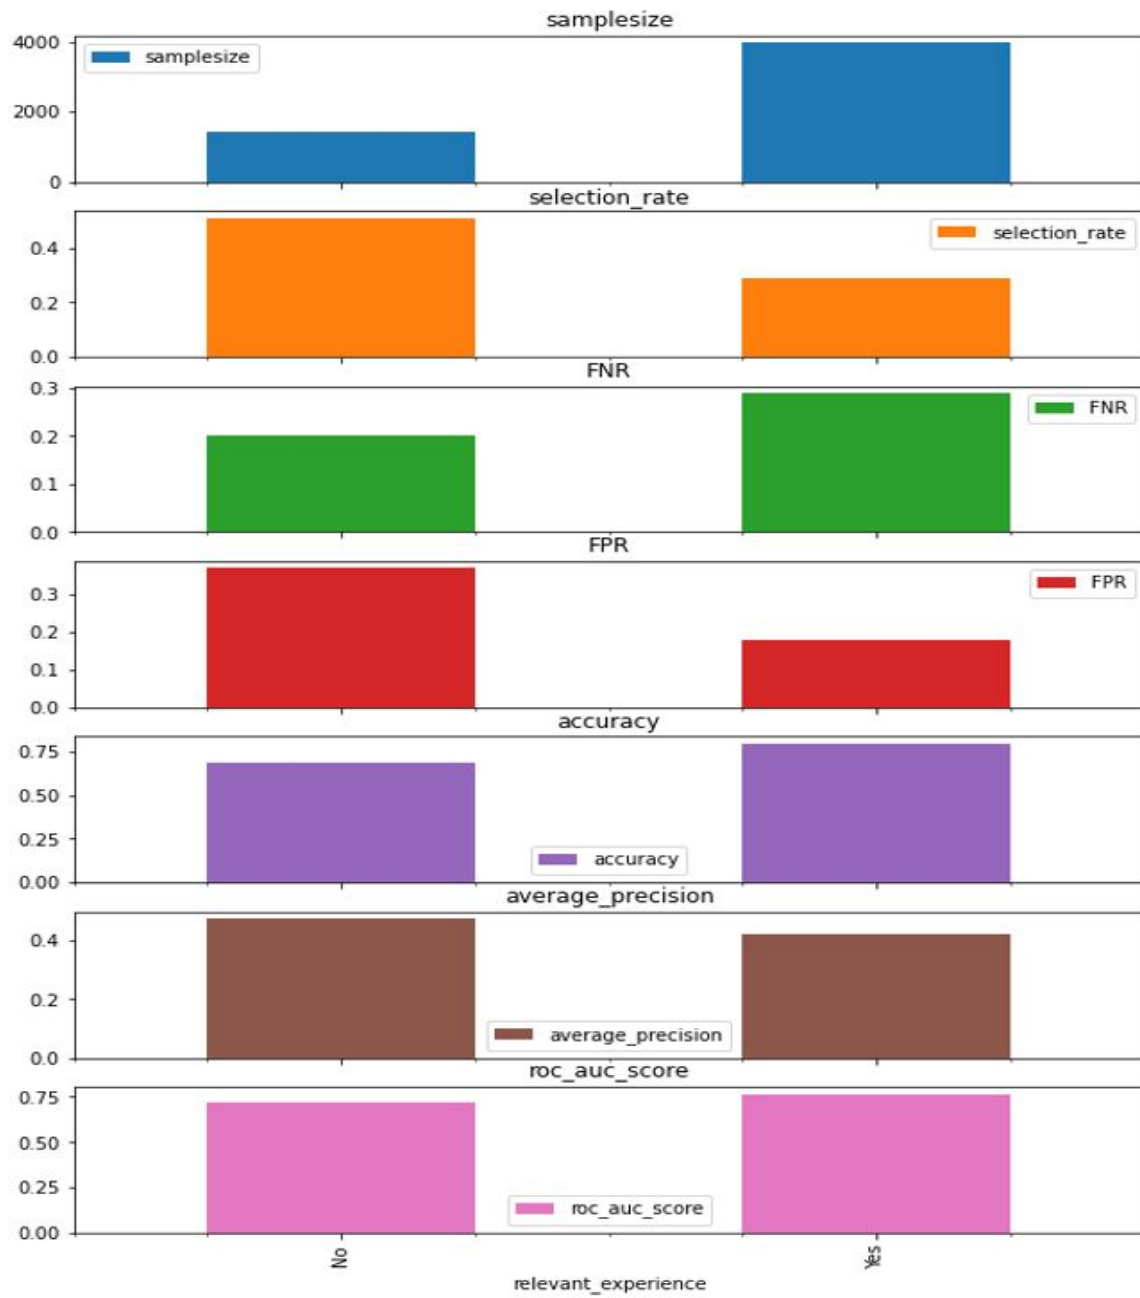 samplesize
4000
samplesize
2000
0
selection_rate
0.4
selection_rate
0.2
0.0
FNR
0.3
FNR
0.2
0.1
0.0
FPR
0.3
FPR
0.2
0.1
0.0
accuracy
0.75
0.50
0.25
accuracy
0.00
average_precision
0.4
0.2
average_precision
0.0
roc_auc_score
0.75
0.50
0.25
roc_auc_score
0.00
No
Yes
relevant_experience